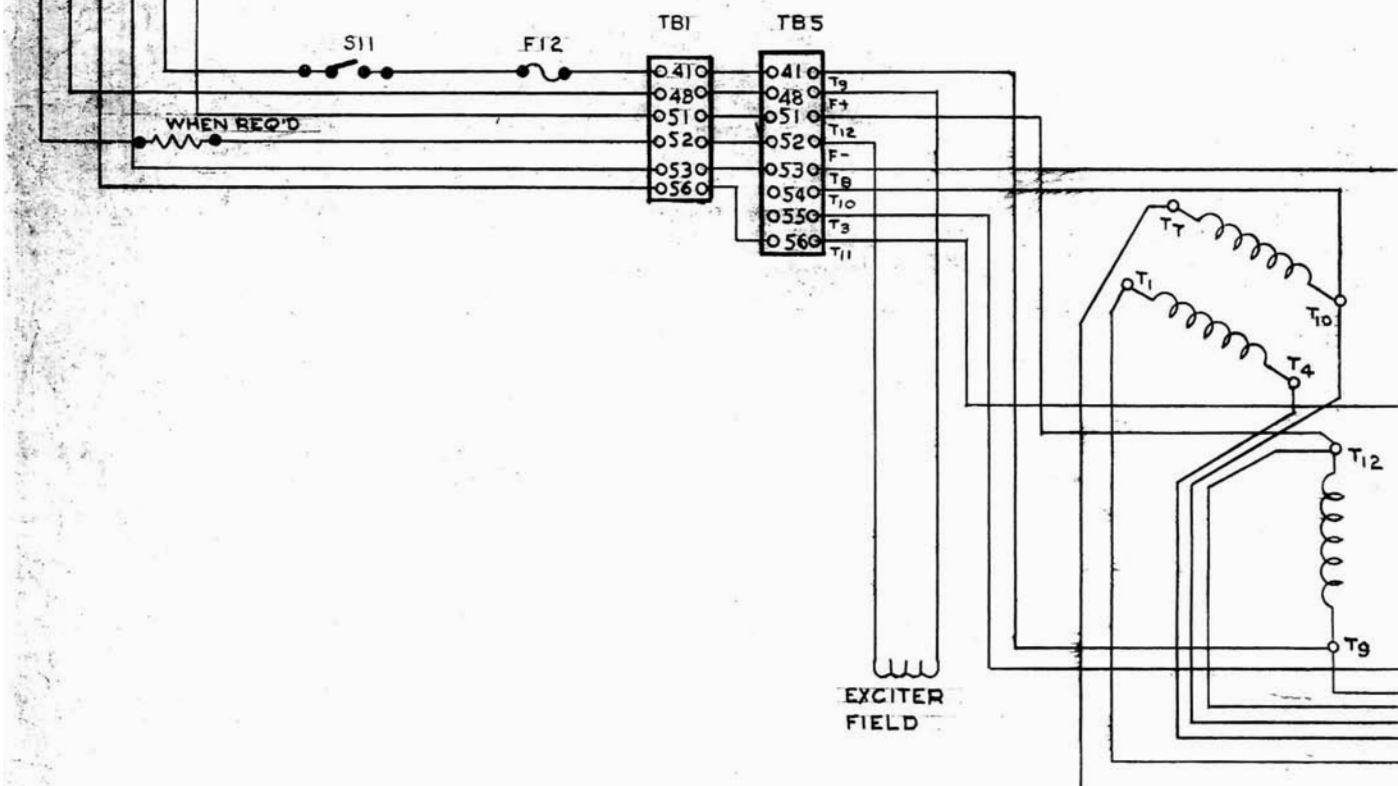 TB1
TB5
S11
F12
41
48
51
52
53
56
41
48
51
52
53
54
55
56
T9
F+
T12
F-
T8
T10
T3
T11
WHEN REQ'D
T7
T1
T10
T4
T12
T9
EXCITER
FIELD